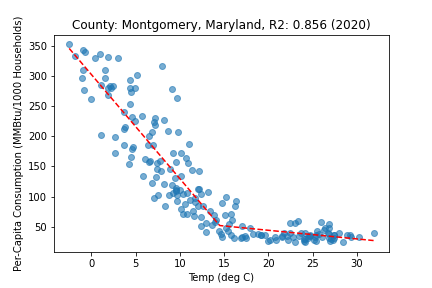 County: Montgomery, Maryland, R2: 0.856 (2020)
Per-Capita Consumption (MMBtu/1000 Households)
350
300
250
200
150
100
50
0 5 10 15 20 25 30
Temp (deg C)